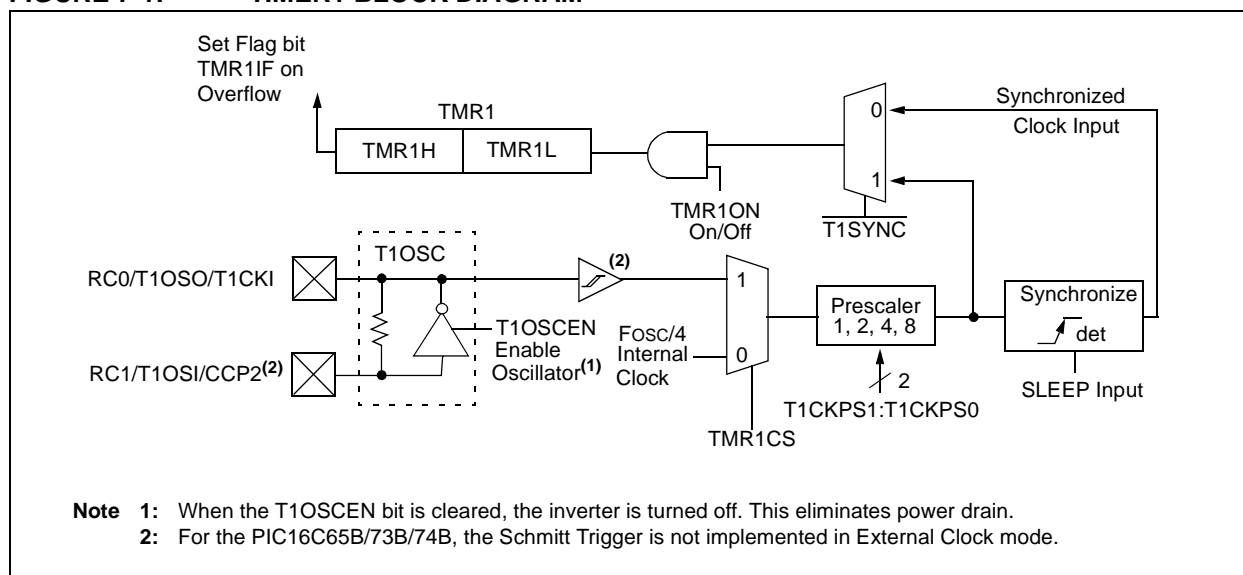 Set Flag bit
TMR1IF on
Overflow
TMR1
TMR1H
TMR1L
TMR1ON
On/Off
0
1
T1SYNC
Synchronized
Clock Input
T1OSC
RC0/T1OSO/T1CKI
RC1/T1OSI/CCP2(2)
T1OSCEN
Enable
Oscillator(1)
(2)
FOSC/4
Internal
Clock
1
0
TMR1CS
Prescaler
1, 2, 4, 8
2
T1CKPS1:T1CKPS0
Synchronize
det
SLEEP Input
Note 1: When the T1OSCEN bit is cleared, the inverter is turned off. This eliminates power drain.
2: For the PIC16C65B/73B/74B, the Schmitt Trigger is not implemented in External Clock mode.